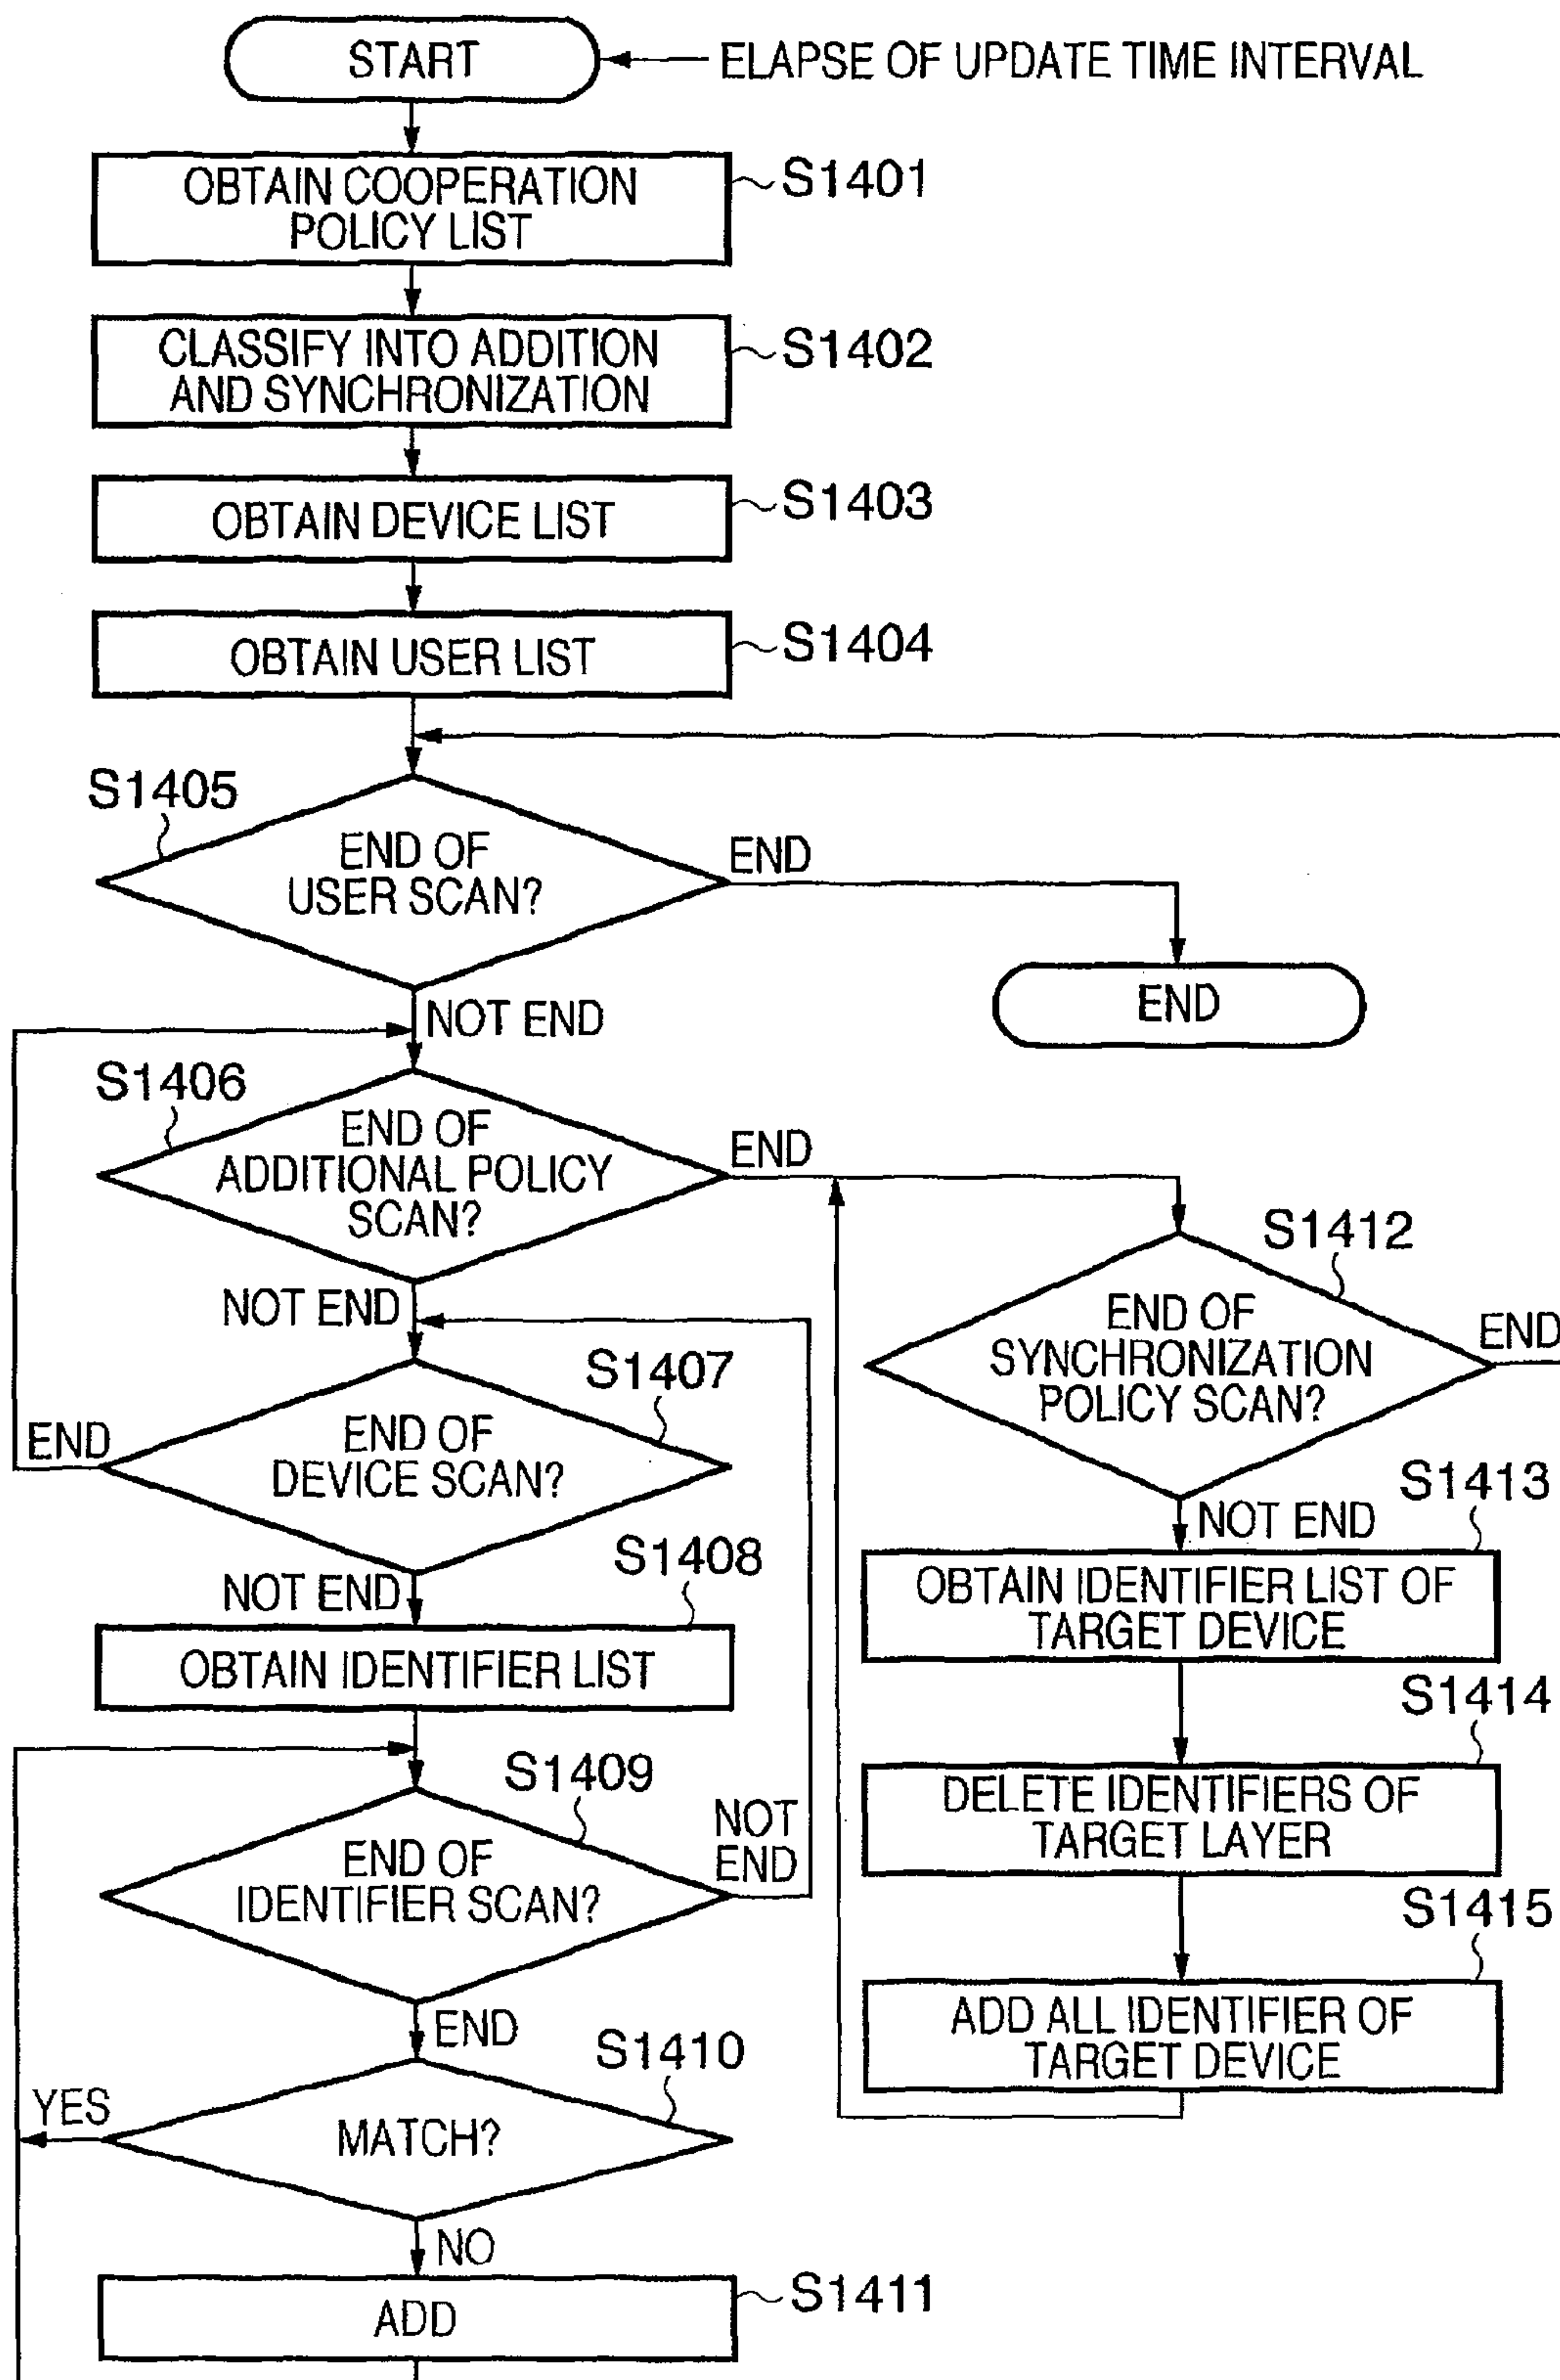 START
ELAPSE OF UPDATE TIME INTERVAL
OBTAIN COOPERATION
POLICY LIST
S1401
CLASSIFY INTO ADDITION
AND SYNCHRONIZATION
S1402
OBTAIN DEVICE LIST
S1403
OBTAIN USER LIST
S1404
S1405
END OF
USER SCAN?
END
END
NOT END
S1406
END OF
ADDITIONAL POLICY
SCAN?
END
NOT END
S1407
END OF
DEVICE SCAN?
END
NOT END
S1408
OBTAIN IDENTIFIER LIST
S1409
END OF
IDENTIFIER SCAN?
NOT
END
END
S1410
MATCH?
YES
NO
ADD
S1411
S1412
END OF
SYNCHRONIZATION
POLICY SCAN?
END
NOT END
S1413
OBTAIN IDENTIFIER LIST OF
TARGET DEVICE
S1414
DELETE IDENTIFIERS OF
TARGET LAYER
S1415
ADD ALL IDENTIFIER OF
TARGET DEVICE